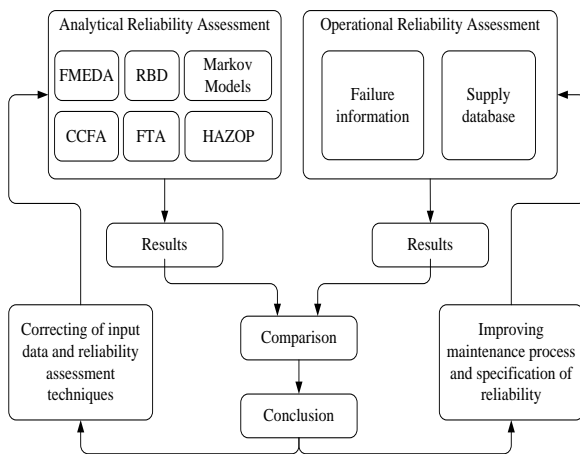 Analytical Reliability Assessment
FMEDA
RBD
Markov
Models
CCFA
FTA
HAZOP
Operational Reliability Assessment
Failure
information
Supply
database
Results
Results
Comparison
Conclusion
Correcting of input
data and reliability
assessment
techniques
Improving
maintenance process
and specification of
reliability